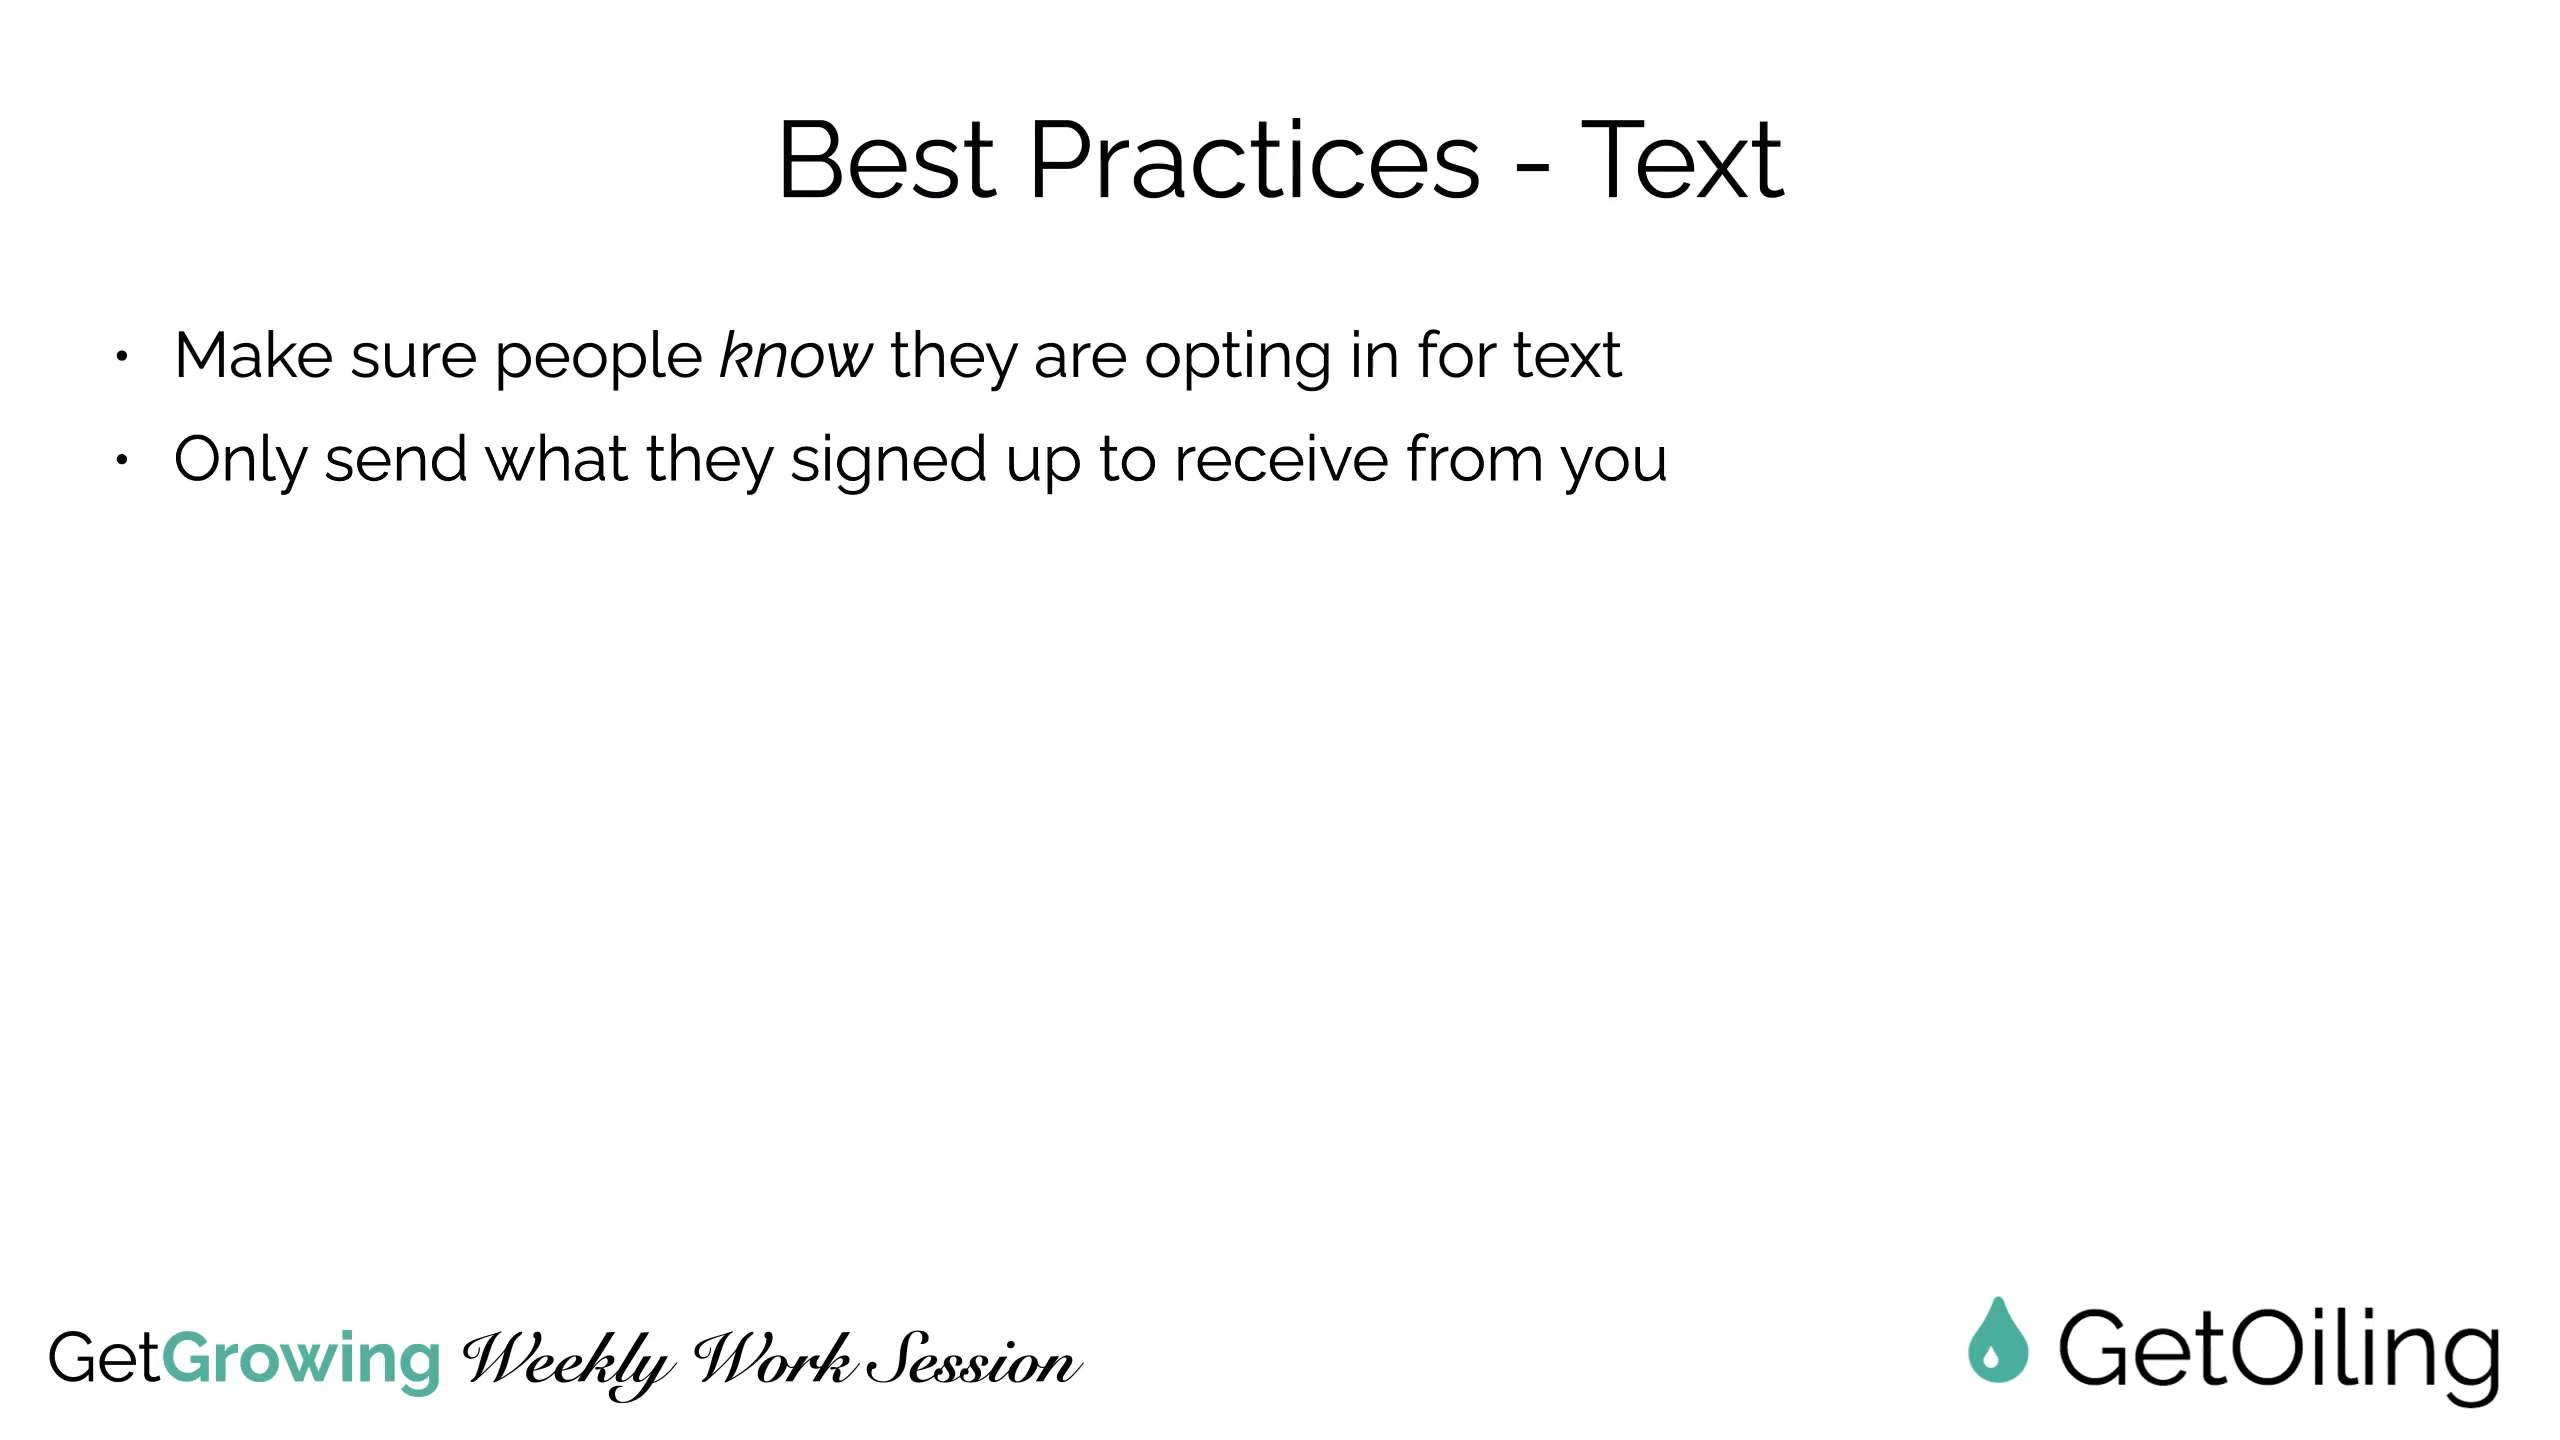 Best Practices - Text
• Make sure people know they are opting in for text
• Only send what they signed up to receive from you
GetGrowing Weekly Work Session
GetOiling